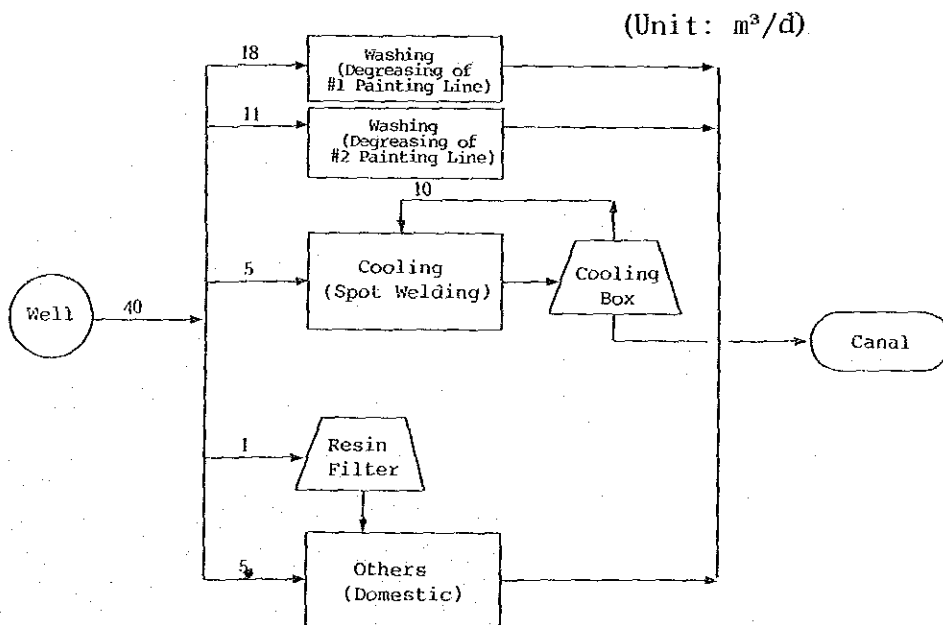 (Unit: m³/d)
18
Washing
(Degreasing of
#1 Painting Line)
11
Washing
(Degreasing of
#2 Painting Line)
10
5
Cooling
(Spot Welding)
Cooling
Box
Well
40
Canal
1
Resin
Filter
5
Others
(Domestic)